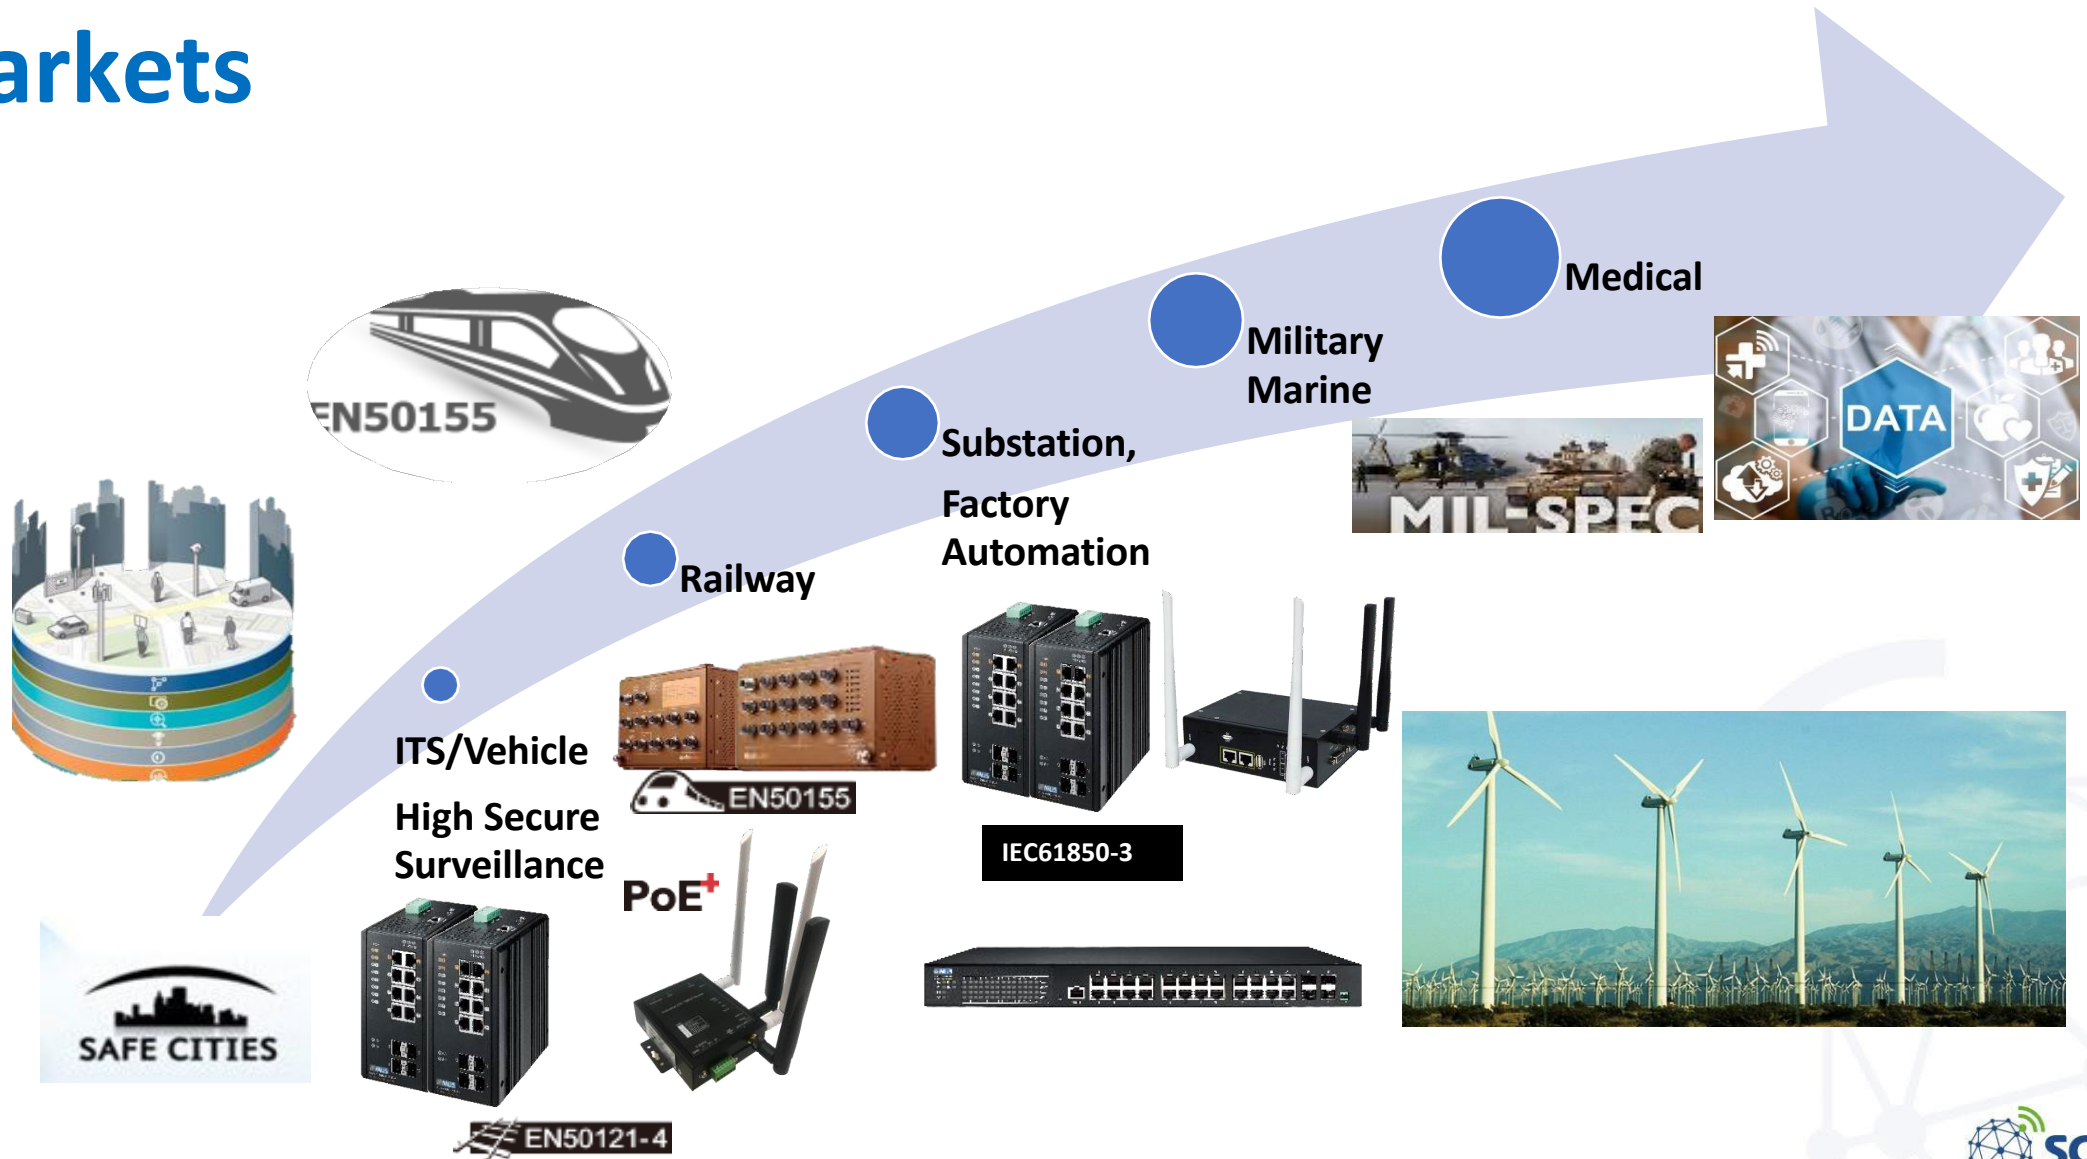 arkets
Medical
Military
Marine
DATA
EN50155
Substation,
Factory
Automation
MIL-SPEC
Railway
ITS/Vehicle
High Secure
Surveillance
EN50155
PoE+
IEC61850-3
SAFE CITIES
EN50121-4
SC